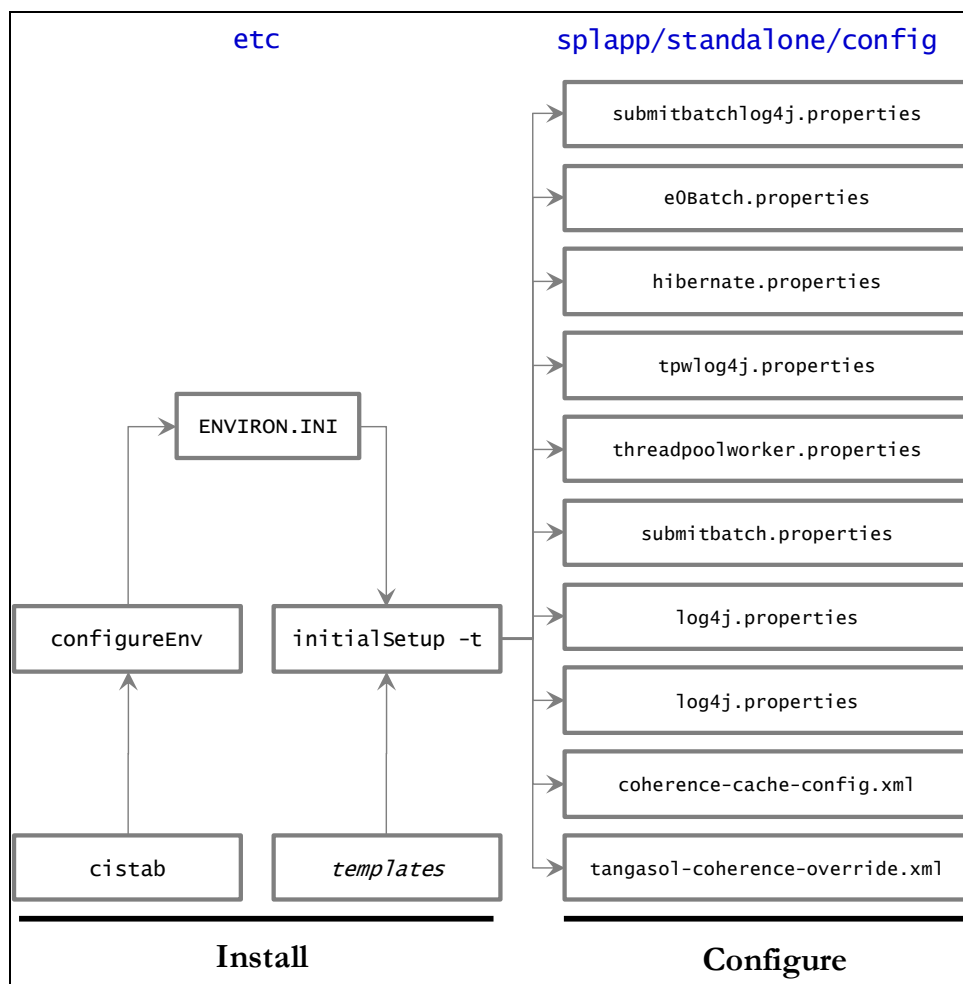 etc
splapp/standalone/config
submitbatchlog4j.properties
e0Batch.properties
hibernate.properties
tpwlog4j.properties
ENVIRON.INI
threadpoolworker.properties
submitbatch.properties
configureEnv
initialSetup -t
log4j.properties
log4j.properties
coherence-cache-config.xml
cistab
templates
tangasol-coherence-override.xml
Install
Configure